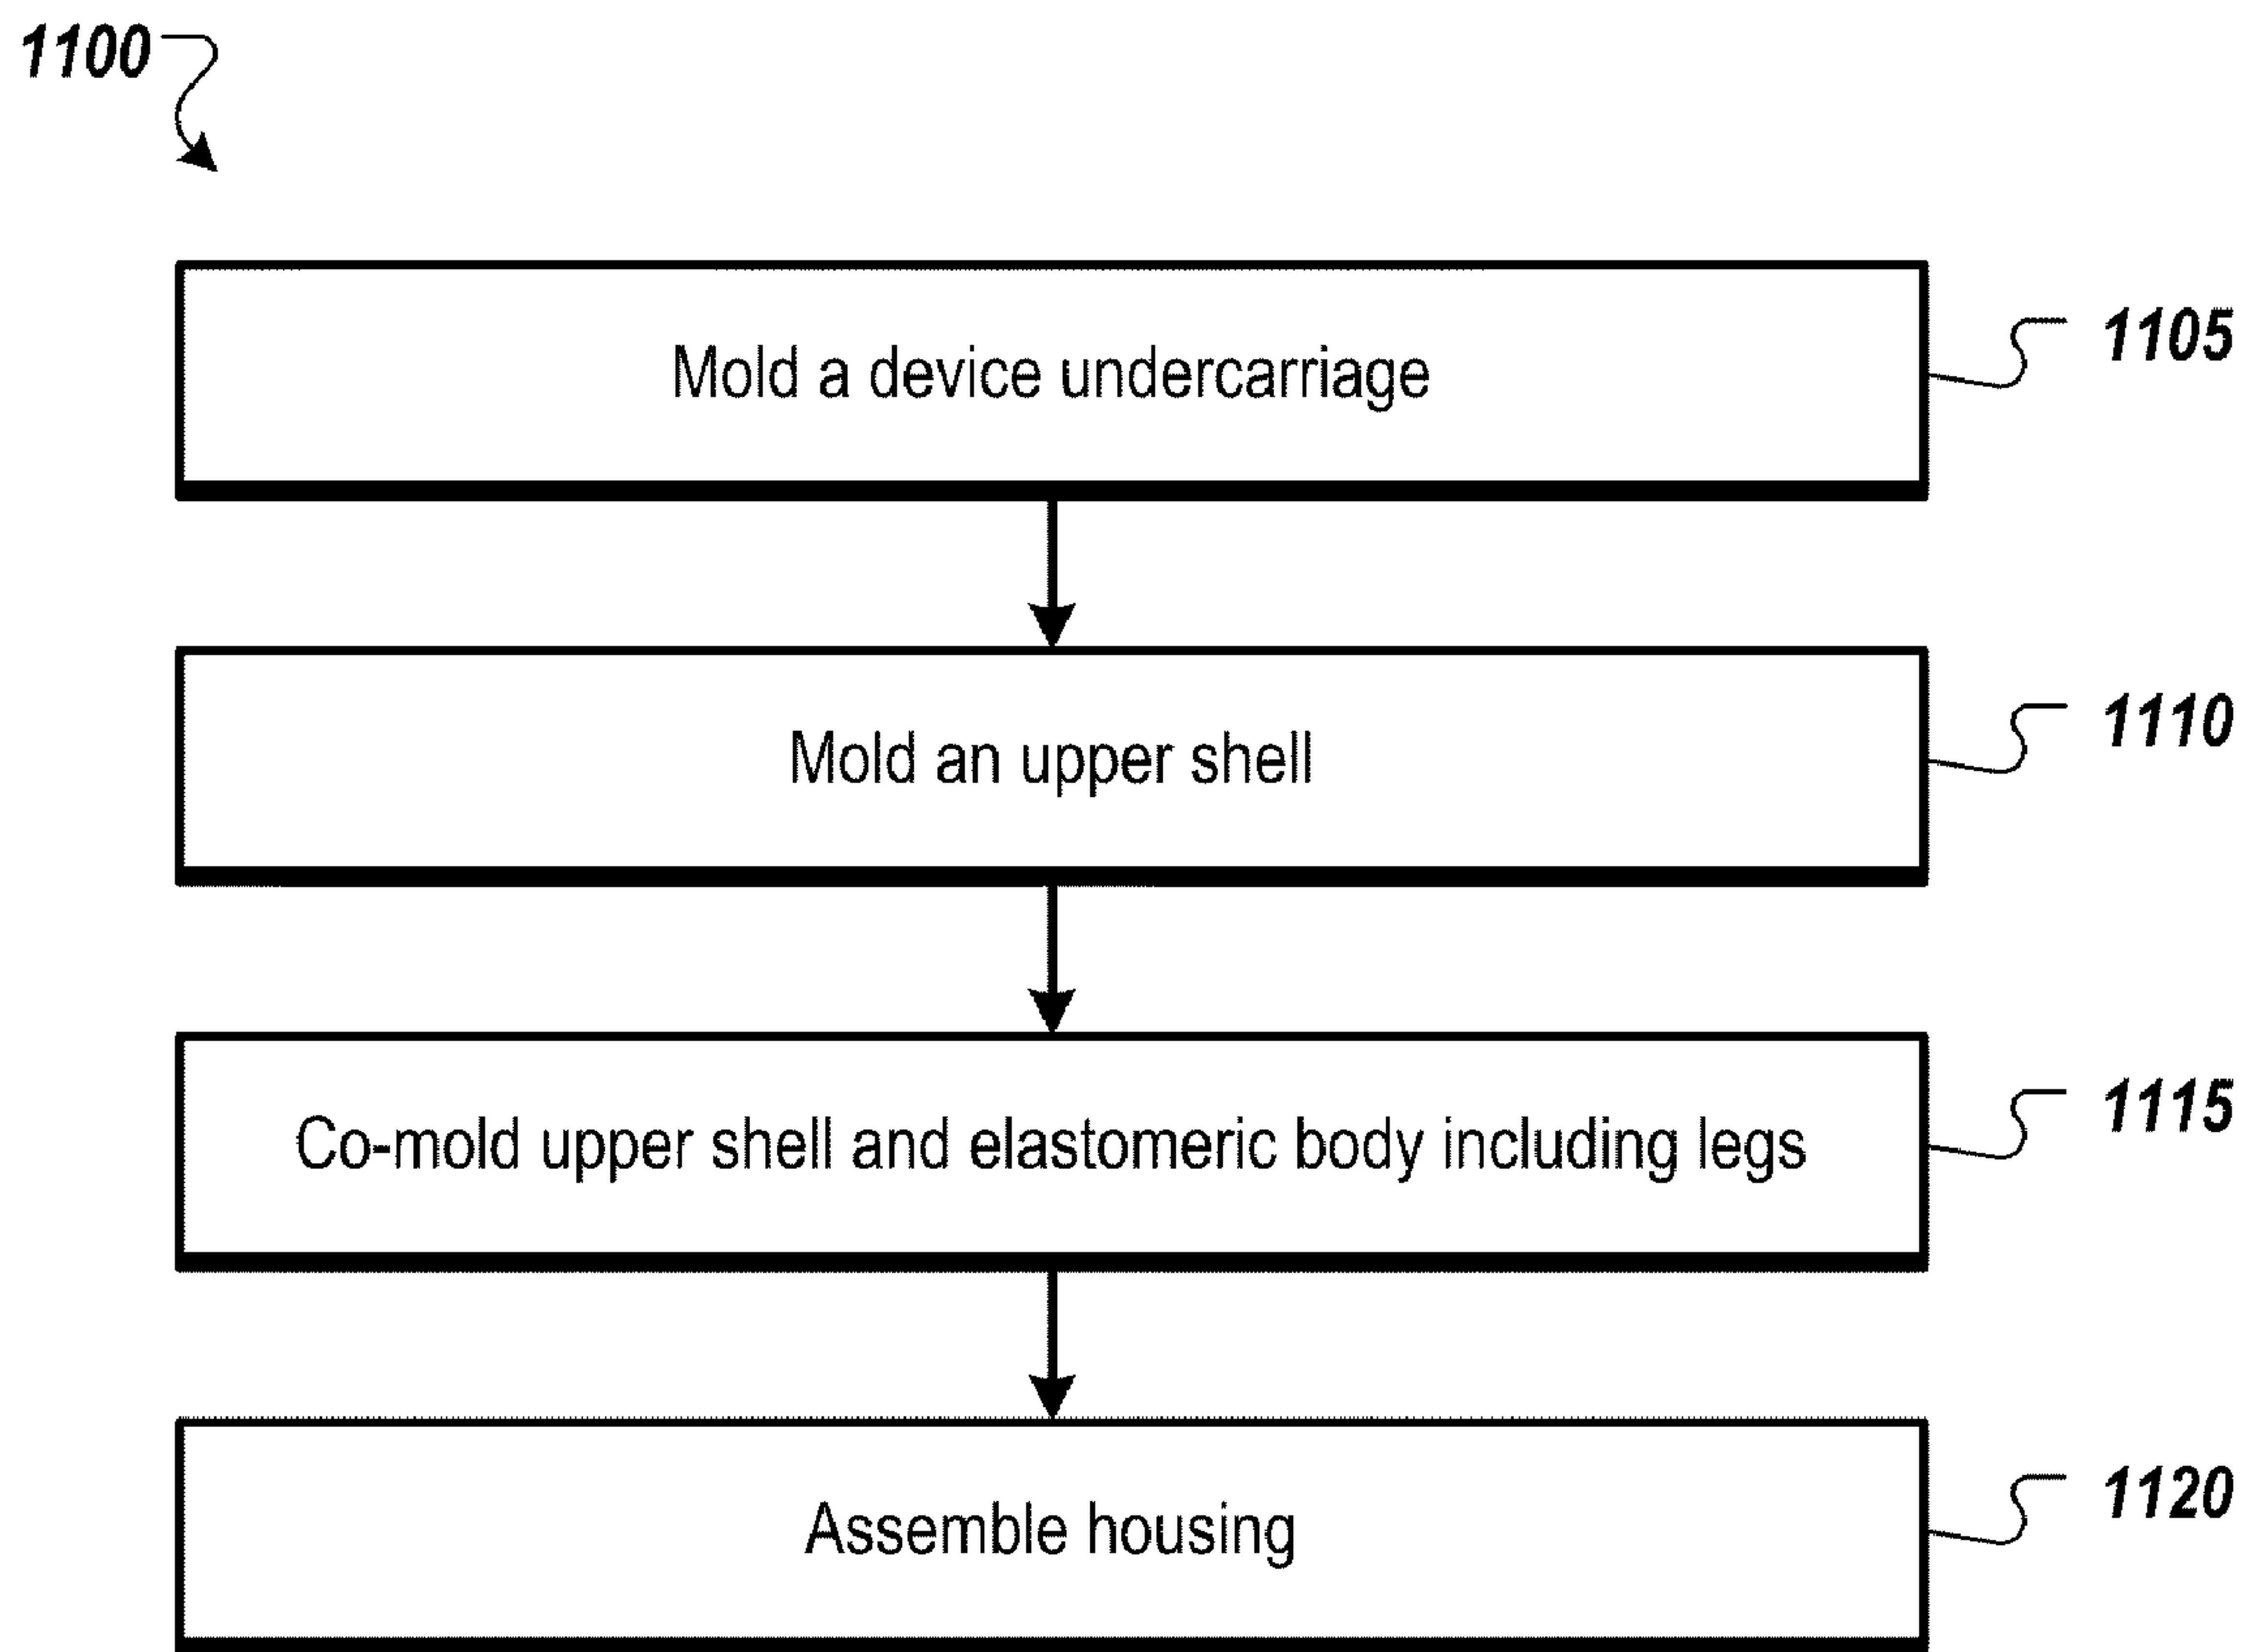 1100
Mold a device undercarriage
1105
Mold an upper shell
1110
Co-mold upper shell and elastomeric body including legs
1115
Assemble housing
1120